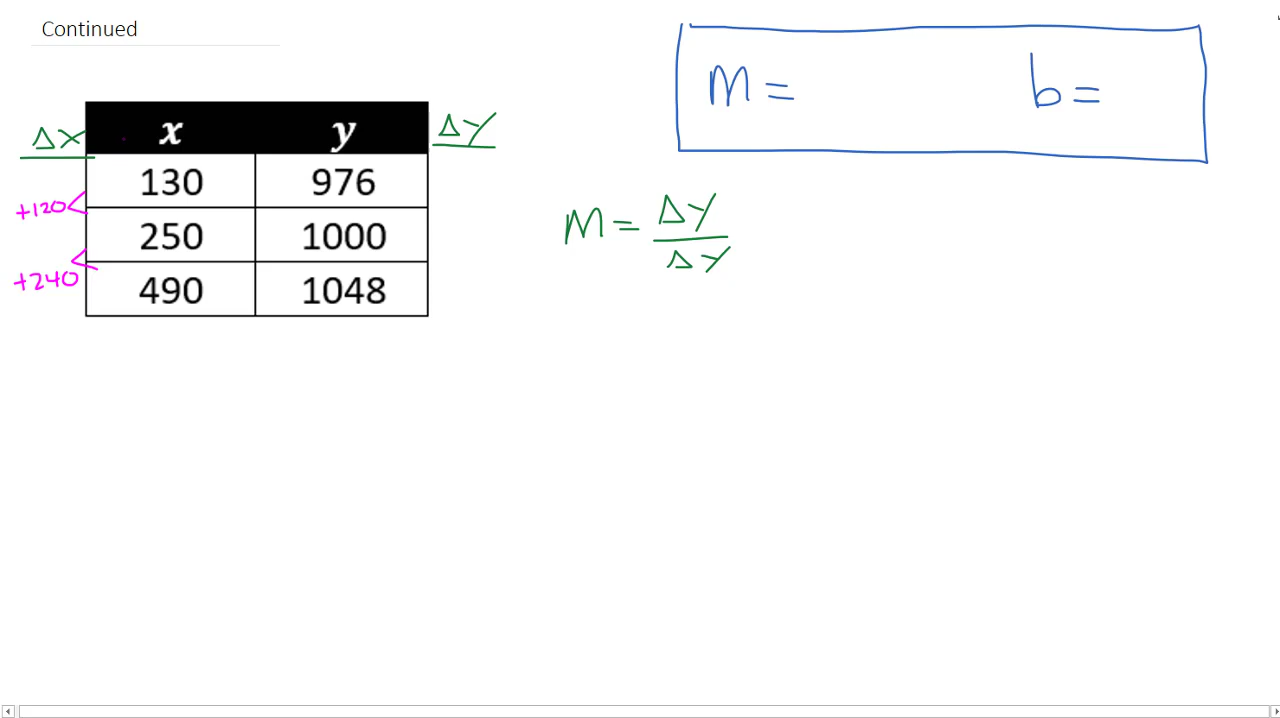 Continued
m = b =
Δx x y Δy
130 976
+120
250 1000
+240
490 1048
m = Δy
Δy